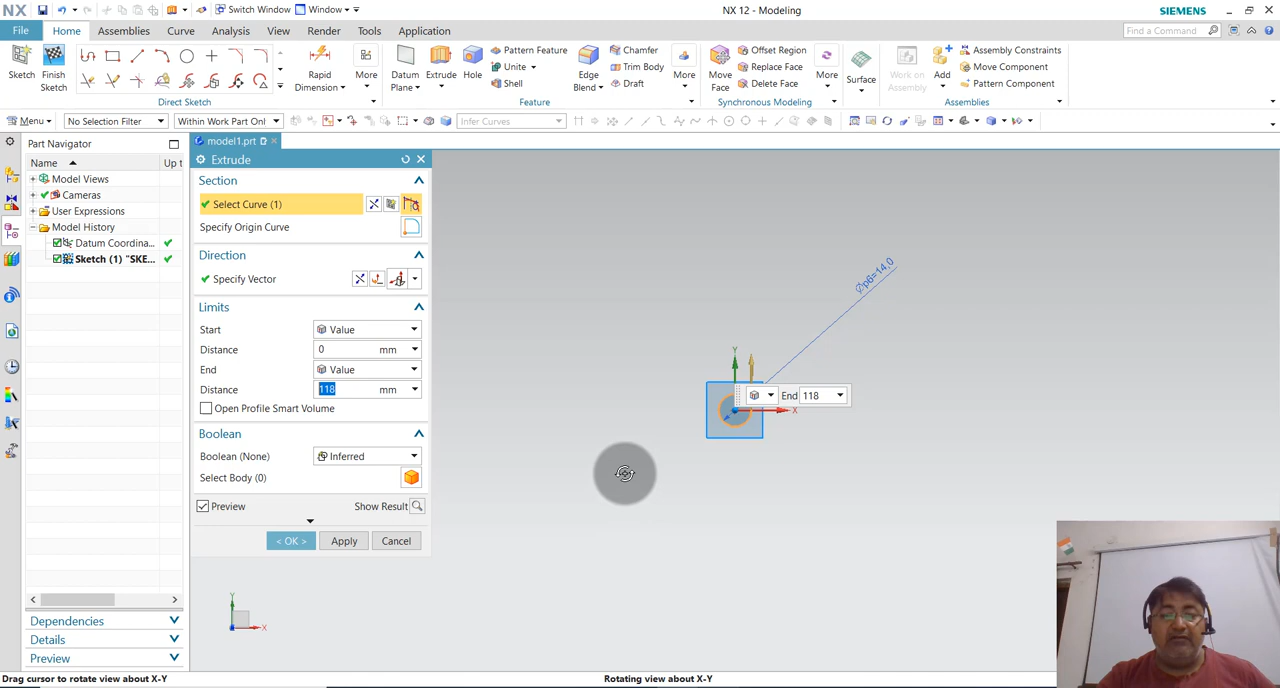 NX
Switch Window
Window
NX 12 - Modeling
SIEMENS
File
Home
Assemblies
Curve
Analysis
View
Render
Tools
Application
Find a Command
Sketch
Finish Sketch
Direct Sketch
Rapid Dimension
More
Datum Plane
Extrude
Hole
Pattern Feature
Unite
Shell
Edge Blend
Chamfer
Trim Body
Draft
More
Feature
Move Face
Offset Region
Replace Face
Delete Face
More
Synchronous Modeling
Surface
Work on Assembly
Add
Assembly Constraints
Move Component
Pattern Component
Assemblies
Menu
No Selection Filter
Within Work Part Only
Infer Curves
Part Navigator
Name
Up t
Model Views
Cameras
User Expressions
Model History
Datum Coordina...
Sketch (1) "SKE...
Dependencies
Details
Preview
model1.prt
Extrude
Section
Select Curve (1)
Specify Origin Curve
Direction
Specify Vector
Limits
Start
Value
Distance
0 mm
End
Value
Distance
118 mm
Open Profile Smart Volume
Boolean
Boolean (None)
Inferred
Select Body (0)
Preview
Show Result
< OK >
Apply
Cancel
Øp6=14,0
Y
X
End 118
Y
X
Drag cursor to rotate view about X-Y
Rotating view about X-Y